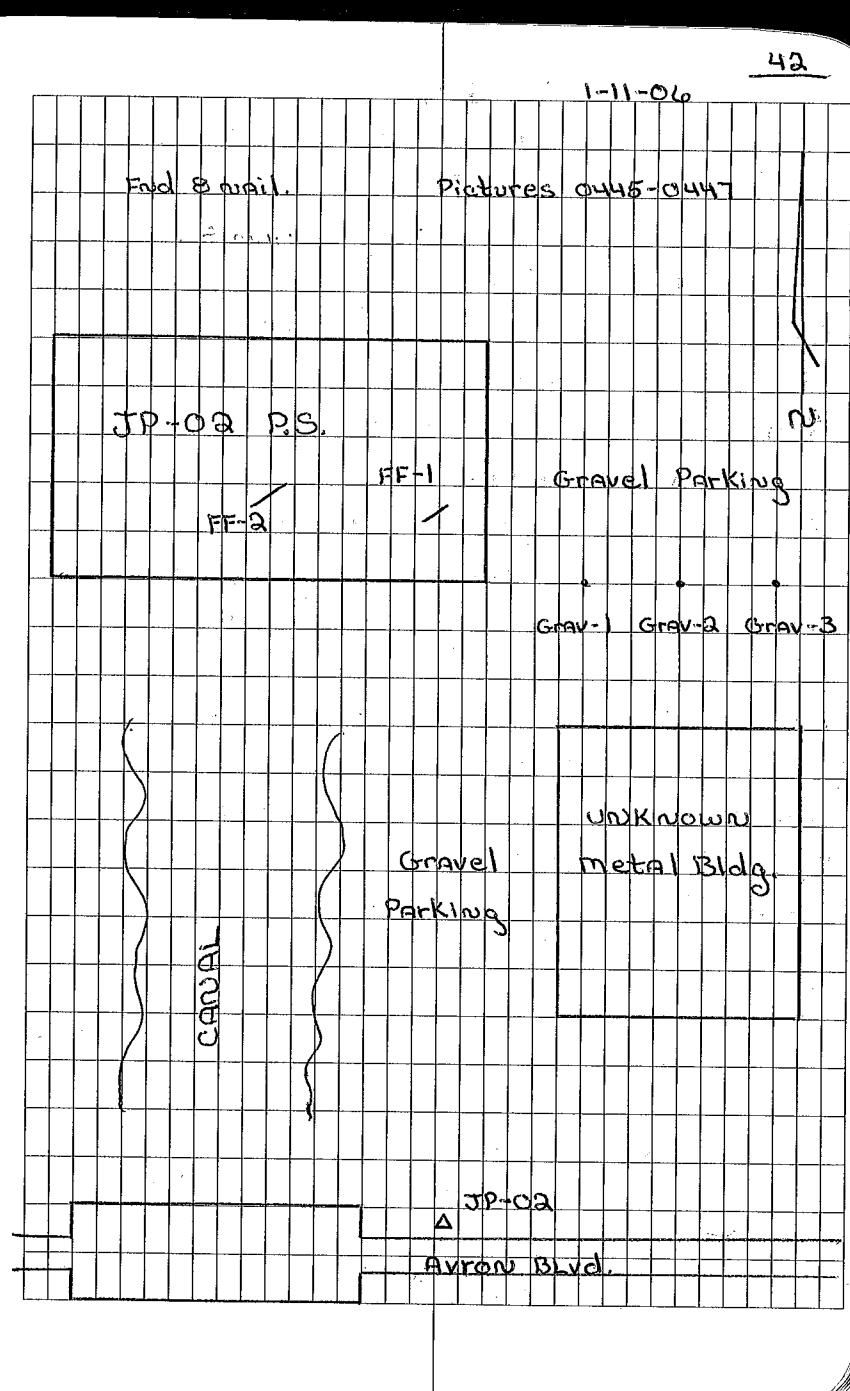 42
1-11-06
Fnd 8 nail.
Pictures 0445-0447
N
JP-02 P.S.
FF-1
FF-2
Gravel Parking
Grav-1 Grav-2 Grav-3
Unknown
Metal Bldg.
Gravel
Parking
CANAL
JP-02
Avron Blvd.